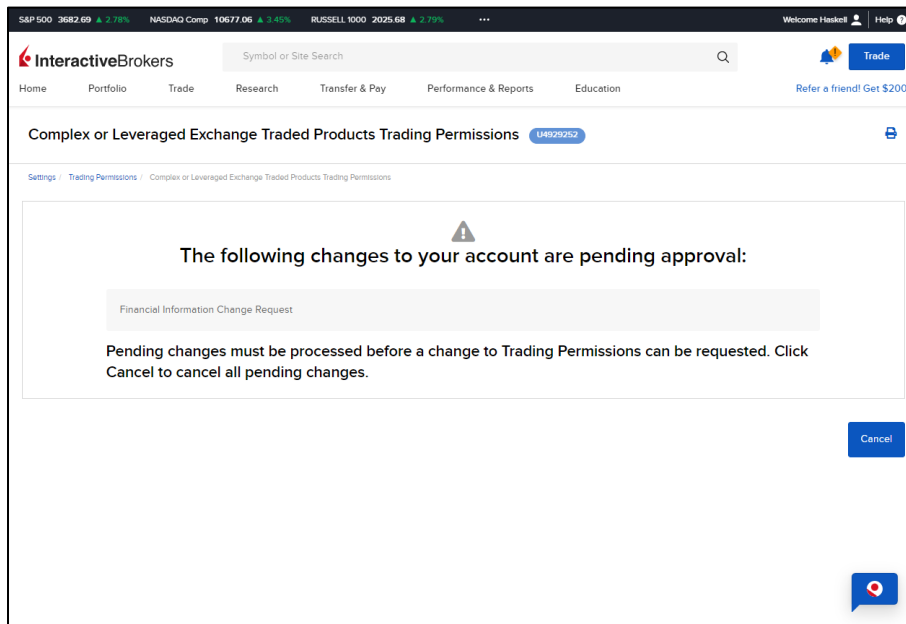 S&P 500 3682.69 ▲ 2.78% NASDAQ Comp 10677.06 ▲ 3.45% RUSSELL 1000 2025.68 ▲ 2.79% ••• Welcome Haskell Help ?
InteractiveBrokers
Symbol or Site Search
Trade
Home Portfolio Trade Research Transfer & Pay Performance & Reports Education Refer a friend! Get $200
Complex or Leveraged Exchange Traded Products Trading Permissions U4929252
Settings / Trading Permissions / Complex or Leveraged Exchange Traded Products Trading Permissions
The following changes to your account are pending approval:
Financial Information Change Request
Pending changes must be processed before a change to Trading Permissions can be requested. Click
Cancel to cancel all pending changes.
Cancel